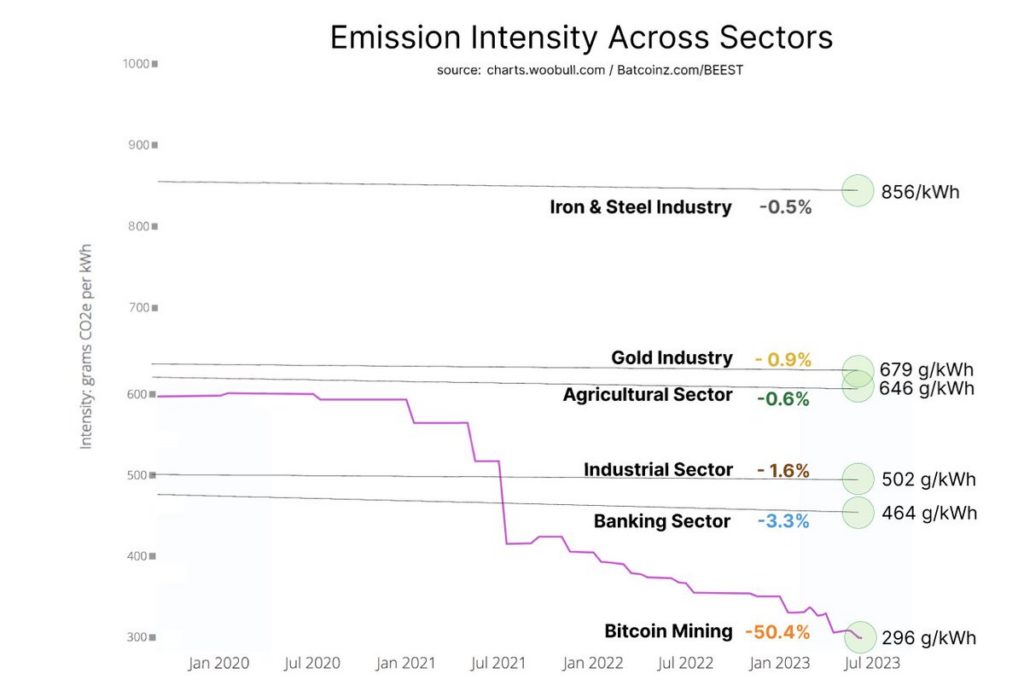 Emission Intensity Across Sectors
source: charts.woobull.com / Batcoinz.com/BEEST
Intensity: grams CO2e per kWh
1000
900
856/kWh
Iron & Steel Industry -0.5%
800
700
Gold Industry - 0.9%
679 g/kWh
646 g/kWh
600
Agricultural Sector -0.6%
Industrial Sector - 1.6%
500
502 g/kWh
464 g/kWh
Banking Sector -3.3%
400
300
Bitcoin Mining -50.4%
296 g/kWh
Jan 2020 Jul 2020 Jan 2021 Jul 2021 Jan 2022 Jul 2022 Jan 2023 Jul 2023